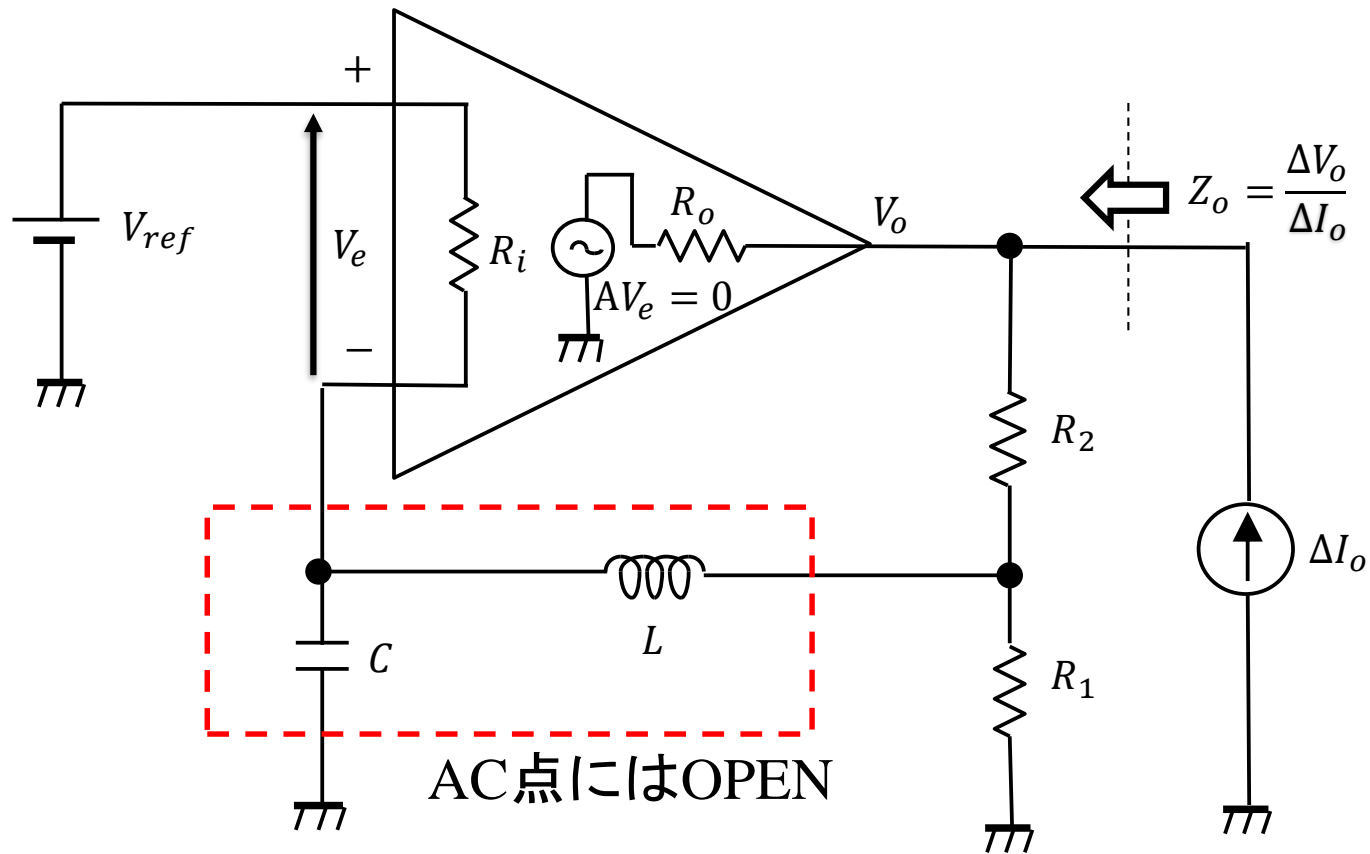 +
V_ref
V_e
R_i
−
R_o
AV_e = 0
V_o
Z_o = ΔV_o / ΔI_o
R_2
ΔI_o
L
C
R_1
AC点にはOPEN